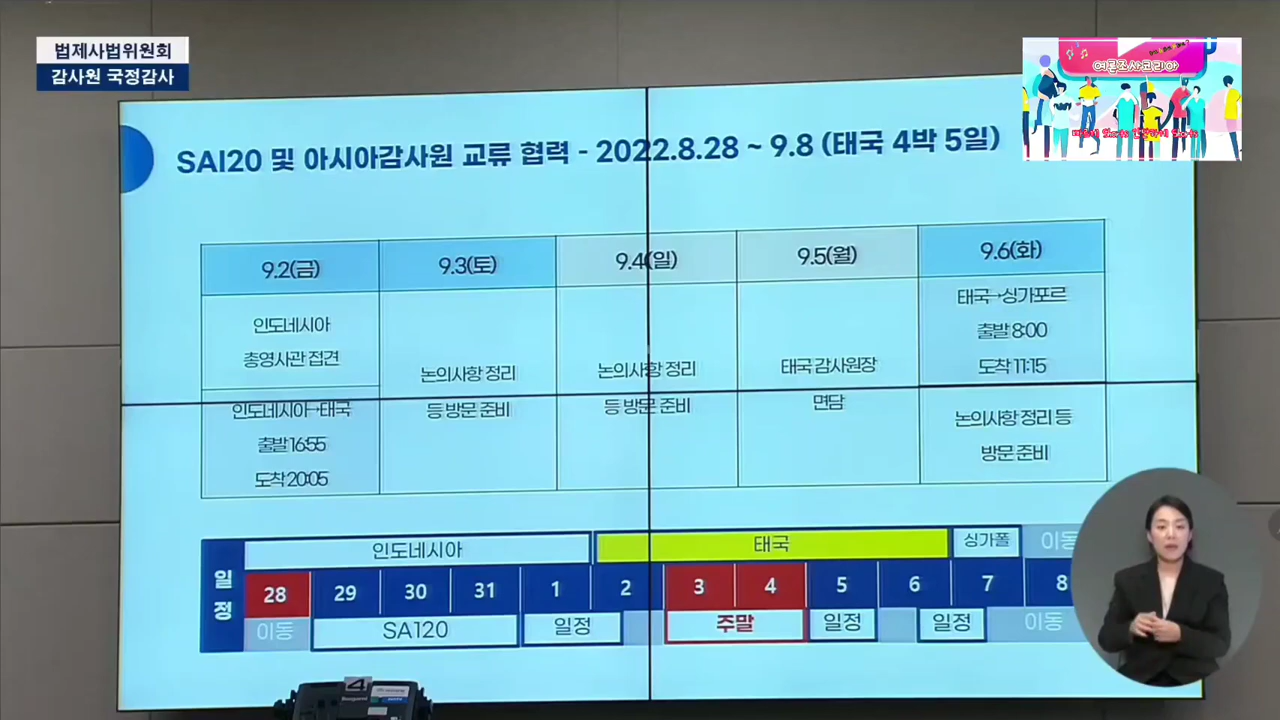 법제사법위원회
감사원 국정감사
여론조사코리아
SAI20 및 아시아감사원 교류 협력 - 2022.8.28 ~ 9.8 (태국 4박 5일)
9.2(금)
9.3(토)
9.4(일)
9.5(월)
9.6(화)
인도네시아
총영사관 접견
인도네시아→태국
출발 16:55
도착 20:05
논의사항 정리
등 방문 준비
논의사항 정리
등 방문 준비
태국 감사원장
면담
태국→싱가포르
출발 8:00
도착 11:15
논의사항 정리 등
방문 준비
일정
인도네시아
태국
싱가폴
이동
28 29 30 31 1 2 3 4 5 6 7 8
이동
SA120
일정
주말
일정
일정
이동
4